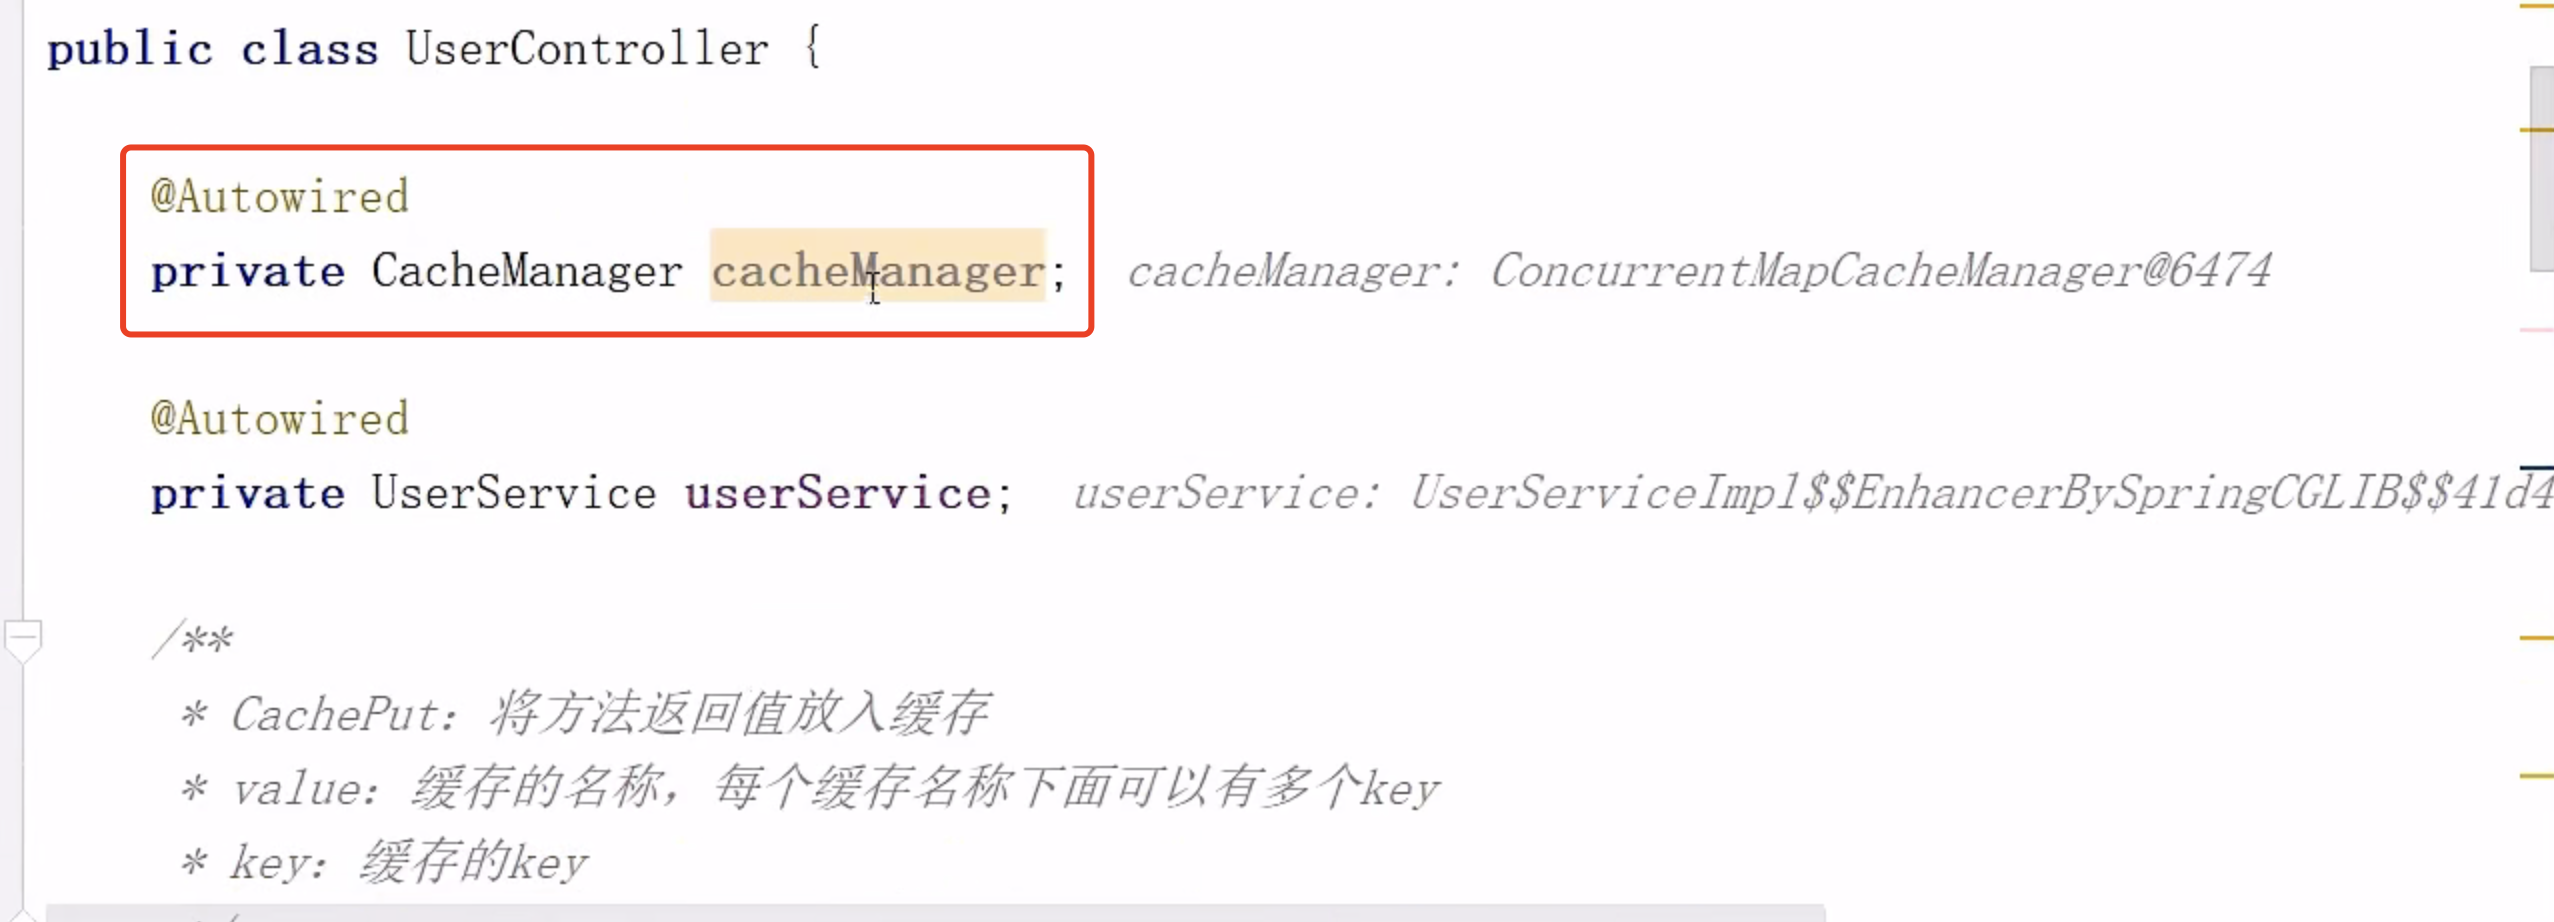 public class UserController {
@Autowired
private CacheManager cacheManager; cacheManager: ConcurrentMapCacheManager@6474
@Autowired
private UserService userService; userService: UserServiceImpl$$EnhancerBySpringCGLIB$$41d4
/**
* CachePut：将方法返回值放入缓存
* value：缓存的名称，每个缓存名称下面可以有多个key
* key：缓存的key